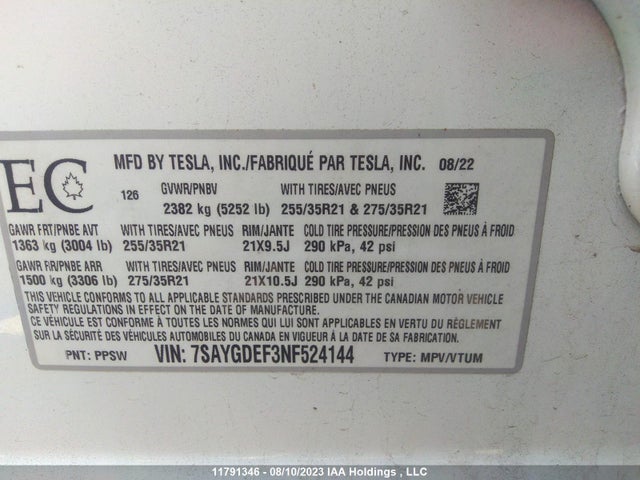 EC
MFD BY TESLA, INC./FABRIQUÉ PAR TESLA, INC. 08/22
126 GVWR/PNBV WITH TIRES/AVEC PNEUS
2382 kg (5252 lb) 255/35R21 & 275/35R21
GAWR FRT/PNBE AVT WITH TIRES/AVEC PNEUS RIM/JANTE COLD TIRE PRESSURE/PRESSION DES PNEUS À FROID
1363 kg (3004 lb) 255/35R21 21X9.5J 290 kPa, 42 psi
GAWR RR/PNBE ARR WITH TIRES/AVEC PNEUS RIM/JANTE COLD TIRE PRESSURE/PRESSION DES PNEUS À FROID
1500 kg (3306 lb) 275/35R21 21X10.5J 290 kPa, 42 psi
THIS VEHICLE CONFORMS TO ALL APPLICABLE STANDARDS PRESCRIBED UNDER THE CANADIAN MOTOR VEHICLE
SAFETY REGULATIONS IN EFFECT ON THE DATE OF MANUFACTURE.
CE VÉHICULE EST CONFORME À TOUTES LES NORMES QUI LUI SONT APPLICABLES EN VERTU DU RÈGLEMENT
SUR LA SÉCURITÉ DES VÉHICULES AUTOMOBILES DU CANADA EN VIGUEUR À LA DATE DE SA FABRICATION.
PNT: PPSW VIN: 7SAYGDEF3NF524144 TYPE: MPV/VTUM
11791346 - 08/10/2023 IAA Holdings , LLC